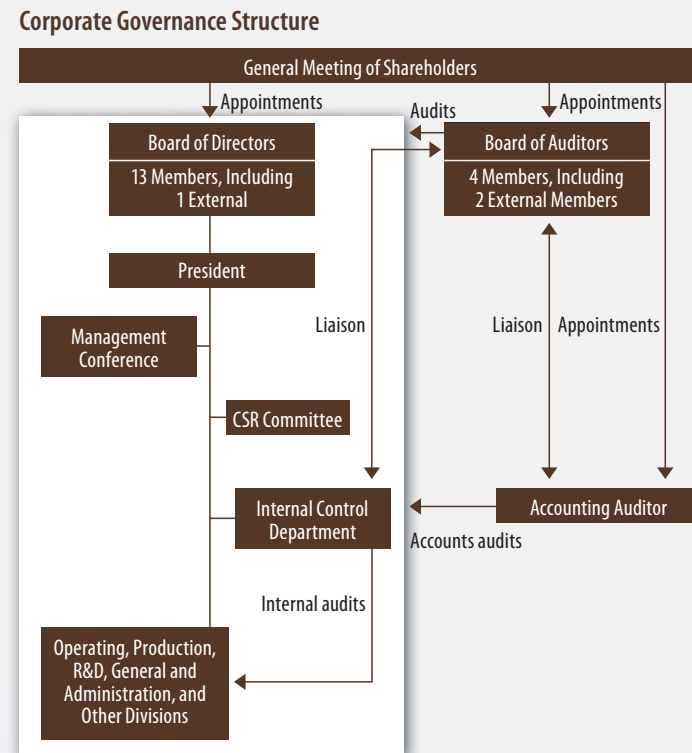 Corporate Governance Structure
General Meeting of Shareholders
Appointments
Audits
Appointments
Board of Directors
13 Members, Including
1 External
Board of Auditors
4 Members, Including
2 External Members
President
Management
Conference
Liaison
Liaison
Appointments
CSR Committee
Internal Control
Department
Accounting Auditor
Accounts audits
Internal audits
Operating, Production,
R&D, General and
Administration, and
Other Divisions